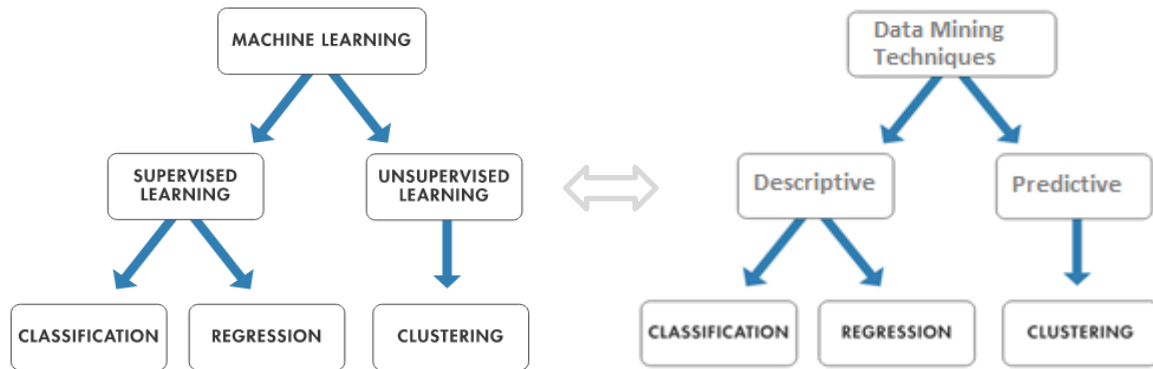 MACHINE LEARNING
SUPERVISED
LEARNING
UNSUPERVISED
LEARNING
CLASSIFICATION
REGRESSION
CLUSTERING
Data Mining
Techniques
Descriptive
Predictive
CLASSIFICATION
REGRESSION
CLUSTERING